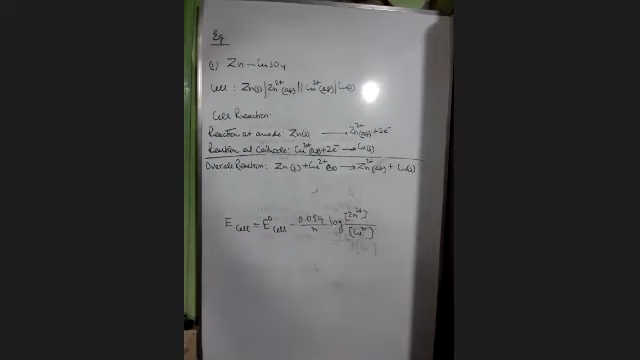 Eg
1) Zn – CuSO4
Cell : Zn(s) | Zn2+(aq) || Cu2+(aq) | Cu(s)
Cell Reaction:
Reaction at anode: Zn(s) → Zn2+(aq) + 2e-
Reaction at Cathode: Cu2+(aq) + 2e- → Cu(s)
Overall Reaction: Zn(s) + Cu2+(aq) → Zn2+(aq) + Cu(s)
E cell = E° cell – 0.059/n log [Zn2+]/[Cu2+]